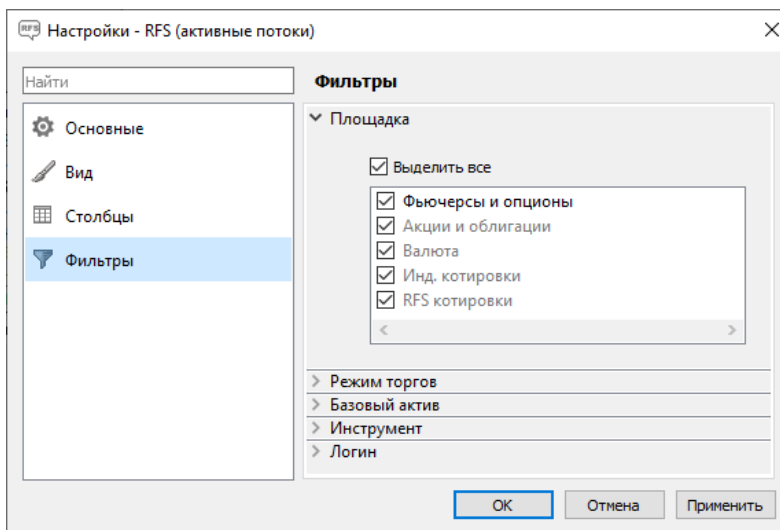 RFS Настройки - RFS (активные потоки)
Найти
Основные
Вид
Столбцы
Фильтры
Фильтры
Площадка
Выделить все
Фьючерсы и опционы
Акции и облигации
Валюта
Инд. котировки
RFS котировки
Режим торгов
Базовый актив
Инструмент
Логин
OK Отмена Применить